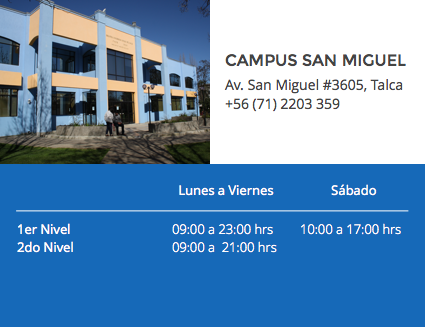 CAMPUS SAN MIGUEL
Av. San Miguel #3605, Talca
+56 (71) 2203 359
Lunes a Viernes Sábado
1er Nivel 09:00 a 23:00 hrs 10:00 a 17:00 hrs
2do Nivel 09:00 a 21:00 hrs